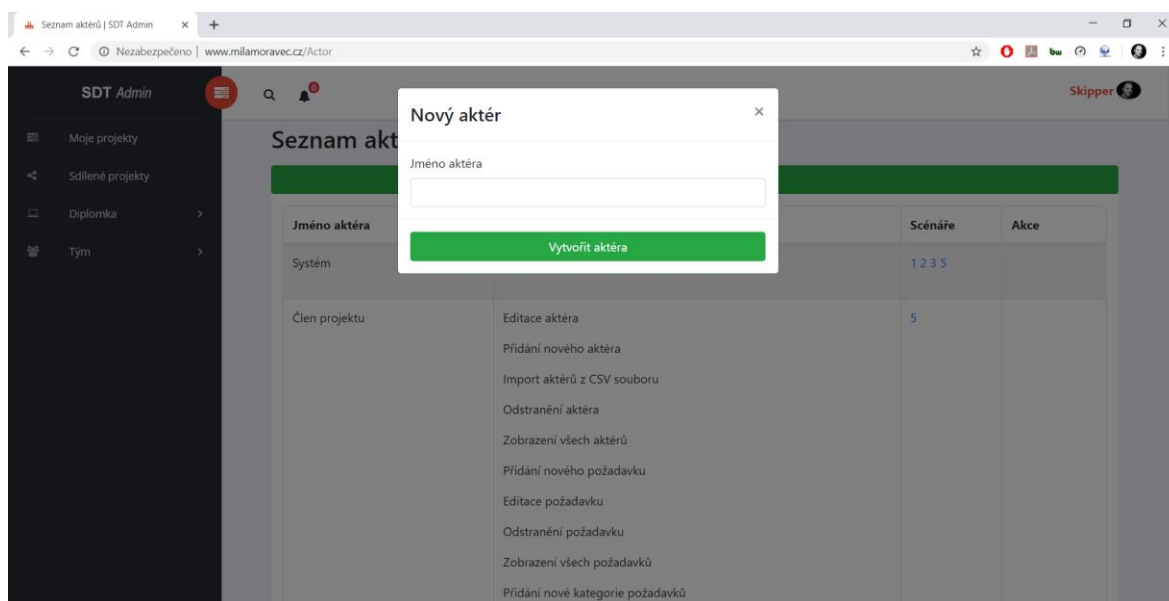 Seznam aktérů | SDT Admin
Nezabezpečeno | www.milamoravec.cz/Actor
bw
SDT Admin
0
Skipper
Moje projekty
Sdílené projekty
Diplomka
Tým
Seznam akt
Nový aktér
×
Jméno aktéra
Vytvořit aktéra
Jméno aktéra
Scénáře
Akce
Systém
1 2 3 5
Člen projektu
Editace aktéra
5
Přidání nového aktéra
Import aktérů z CSV souboru
Odstranění aktéra
Zobrazení všech aktérů
Přidání nového požadavku
Editace požadavku
Odstranění požadavku
Zobrazení všech požadavků
Přidání nové kategorie požadavků